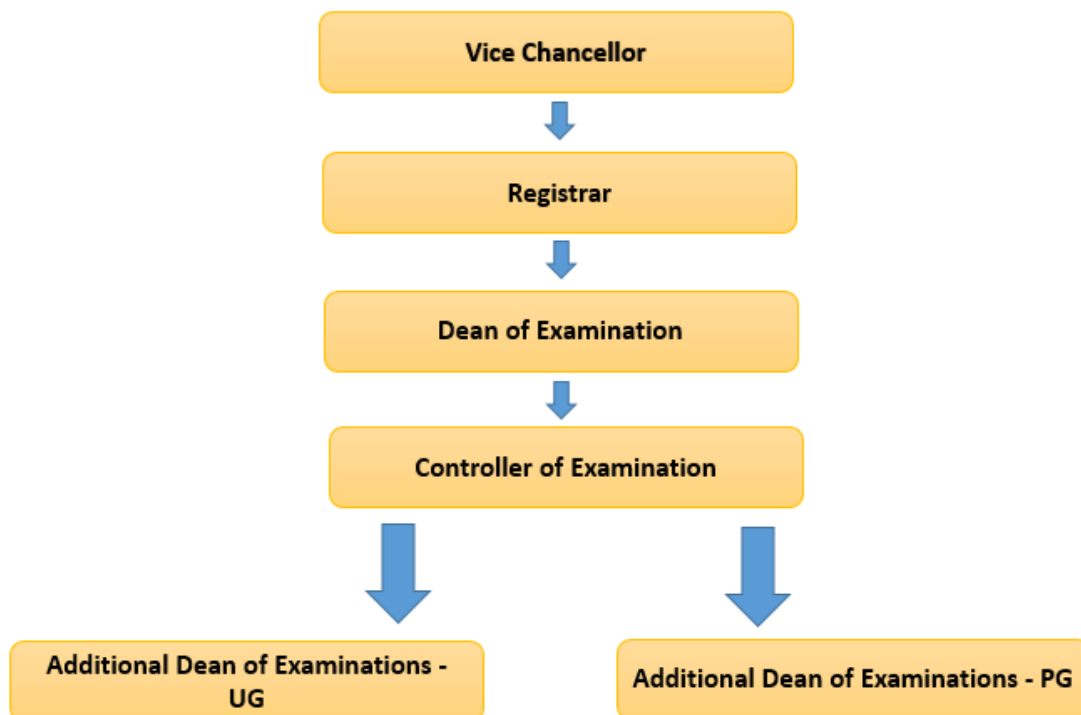 Vice Chancellor
Registrar
Dean of Examination
Controller of Examination
Additional Dean of Examinations -
UG
Additional Dean of Examinations - PG